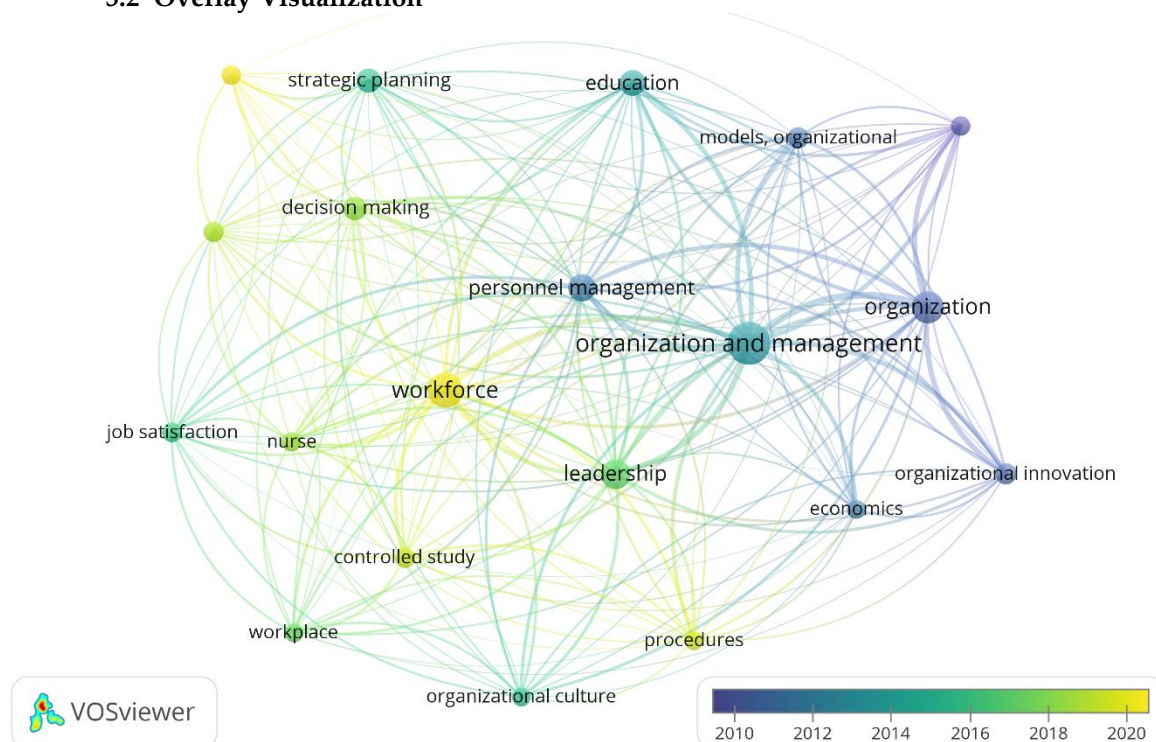 3.2 Overlay Visualization
strategic planning
education
models, organizational
decision making
personnel management
organization
organization and management
workforce
job satisfaction
nurse
leadership
organizational innovation
economics
controlled study
workplace
procedures
organizational culture
VOSviewer
2010 2012 2014 2016 2018 2020